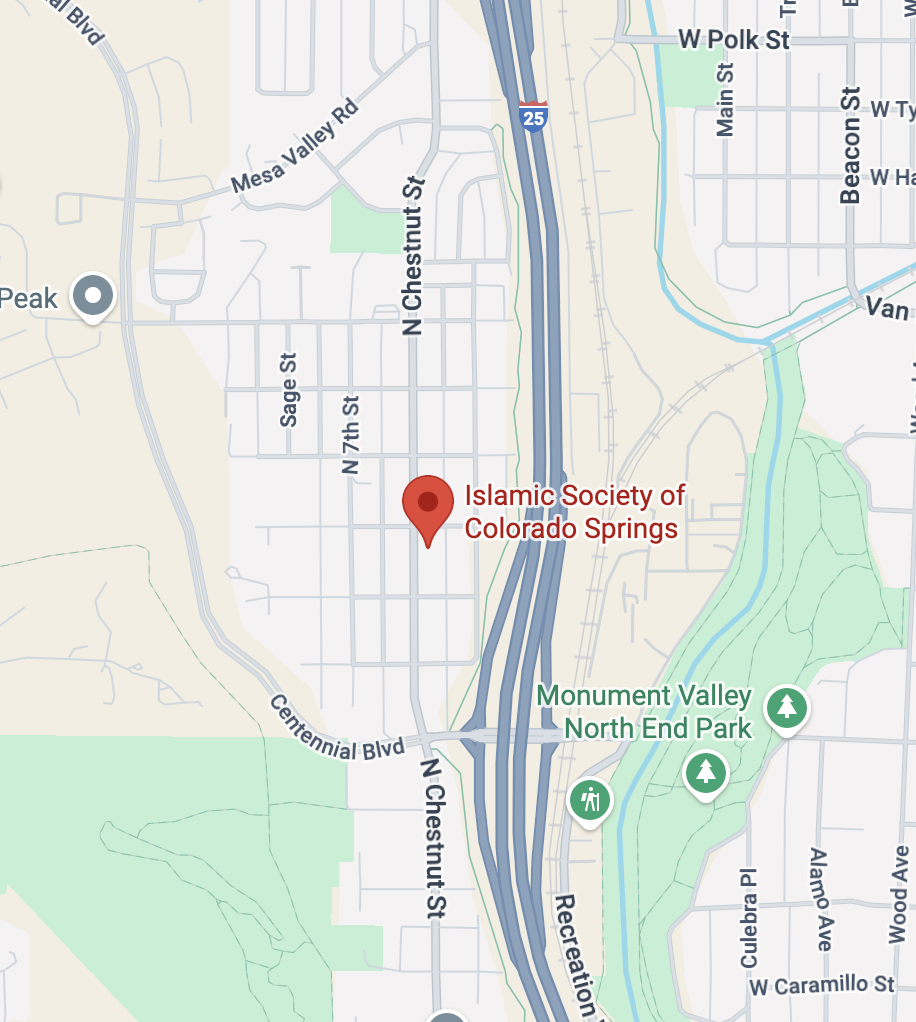 al Blvd
W Polk St
Main St
Beacon St
W Ty
25
Mesa Valley Rd
W Ha
N Chestnut St
Peak
Van
Sage St
N 7th St
Islamic Society of
Colorado Springs
Monument Valley
North End Park
Centennial Blvd
N Chestnut St
Recreation
Culebra Pl
Alamo Ave
Wood Ave
W Caramillo St